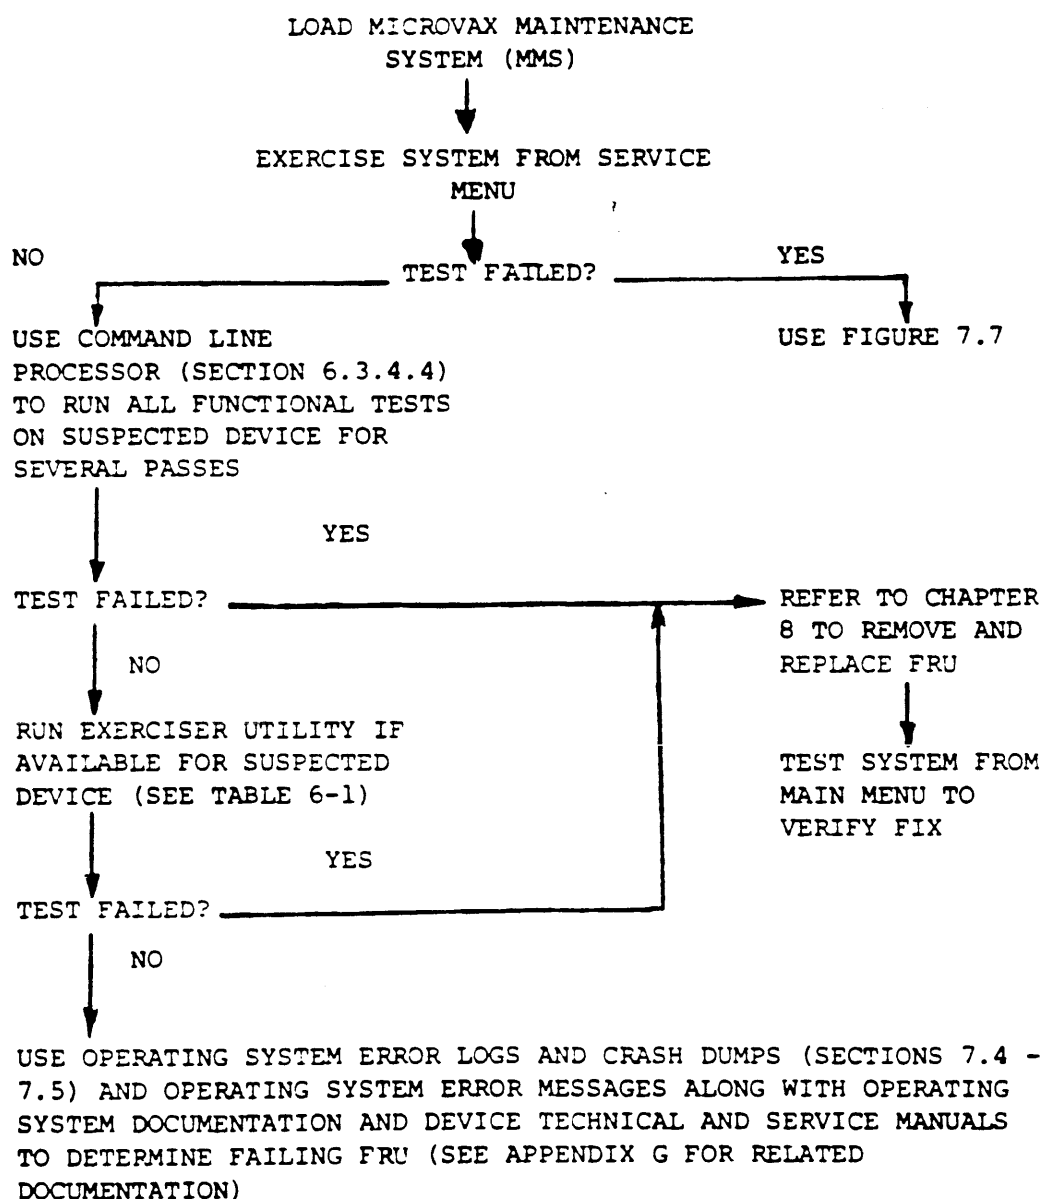 LOAD MICROVAX MAINTENANCE
SYSTEM (MMS)
EXERCISE SYSTEM FROM SERVICE
MENU
NO
TEST FAILED?
YES
USE COMMAND LINE
PROCESSOR (SECTION 6.3.4.4)
TO RUN ALL FUNCTIONAL TESTS
ON SUSPECTED DEVICE FOR
SEVERAL PASSES
USE FIGURE 7.7
YES
TEST FAILED?
NO
REFER TO CHAPTER
8 TO REMOVE AND
REPLACE FRU
RUN EXERCISER UTILITY IF
AVAILABLE FOR SUSPECTED
DEVICE (SEE TABLE 6-1)
TEST SYSTEM FROM
MAIN MENU TO
VERIFY FIX
YES
TEST FAILED?
NO
USE OPERATING SYSTEM ERROR LOGS AND CRASH DUMPS (SECTIONS 7.4 -
7.5) AND OPERATING SYSTEM ERROR MESSAGES ALONG WITH OPERATING
SYSTEM DOCUMENTATION AND DEVICE TECHNICAL AND SERVICE MANUALS
TO DETERMINE FAILING FRU (SEE APPENDIX G FOR RELATED
DOCUMENTATION)